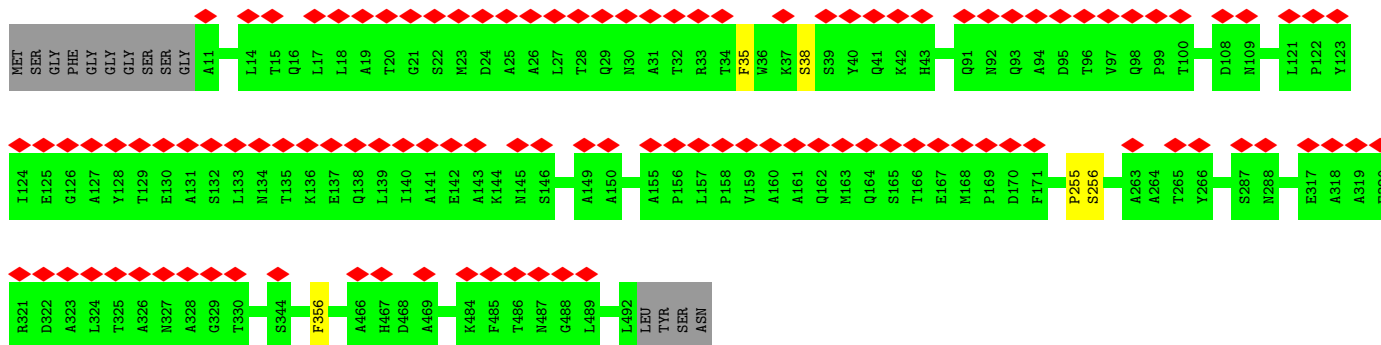 MET SER GLY PHE GLY GLY GLY SER SER GLY A11 L14 T15 Q16 L17 L18 A19 T20 G21 S22 M23 D24 A25 A26 L27 T28 Q29 N30 A31 T32 R33 T34 F35 W36 K37 S38 S39 Y40 Q41 K42 H43 Q91 N92 Q93 A94 D95 T96 V97 Q98 P99 T100 D108 N109 L121 P122 Y123
I124 E125 G126 A127 Y128 T129 E130 A131 S132 L133 N134 T135 K136 E137 Q138 L139 I140 A141 E142 A143 K144 N145 S146 A149 A150 A155 P156 L157 P158 V159 A160 A161 Q162 M163 Q164 S165 T166 E167 M168 P169 D170 F171 P255 S256 A263 A264 T265 Y266 S287 N288 E317 A318 A319
R321 D322 A323 L324 T325 A326 N327 A328 G329 T330 S344 F356 A466 H467 D468 A469 K484 F485 T486 N487 G488 L489 L492 LEU TYR SER ASN